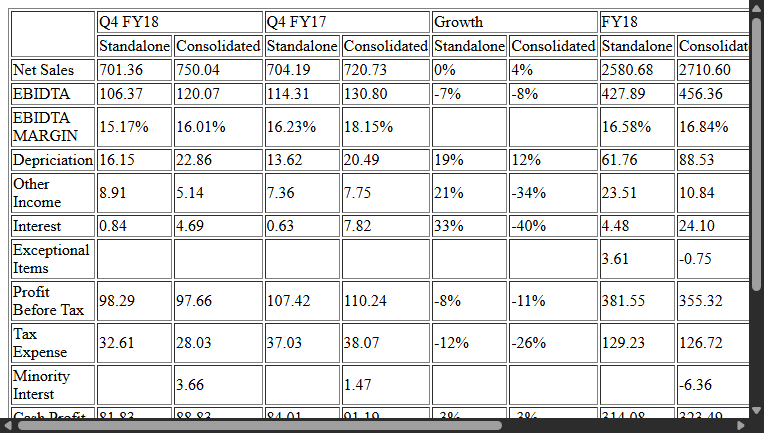 Q4 FY18 Q4 FY17 Growth FY18
Standalone Consolidated Standalone Consolidated Standalone Consolidated Standalone Consolidat
Net Sales 701.36 750.04 704.19 720.73 0% 4% 2580.68 2710.60
EBIDTA 106.37 120.07 114.31 130.80 -7% -8% 427.89 456.36
EBIDTA
MARGIN 15.17% 16.01% 16.23% 18.15% 16.58% 16.84%
Depriciation 16.15 22.86 13.62 20.49 19% 12% 61.76 88.53
Other
Income 8.91 5.14 7.36 7.75 21% -34% 23.51 10.84
Interest 0.84 4.69 0.63 7.82 33% -40% 4.48 24.10
Exceptional
Items 3.61 -0.75
Profit
Before Tax 98.29 97.66 107.42 110.24 -8% -11% 381.55 355.32
Tax
Expense 32.61 28.03 37.03 38.07 -12% -26% 129.23 126.72
Minority
Interst 3.66 1.47 -6.36
Cash Profit 81.83 88.83 84.01 91.19 -3% -3% 314.08 323.49